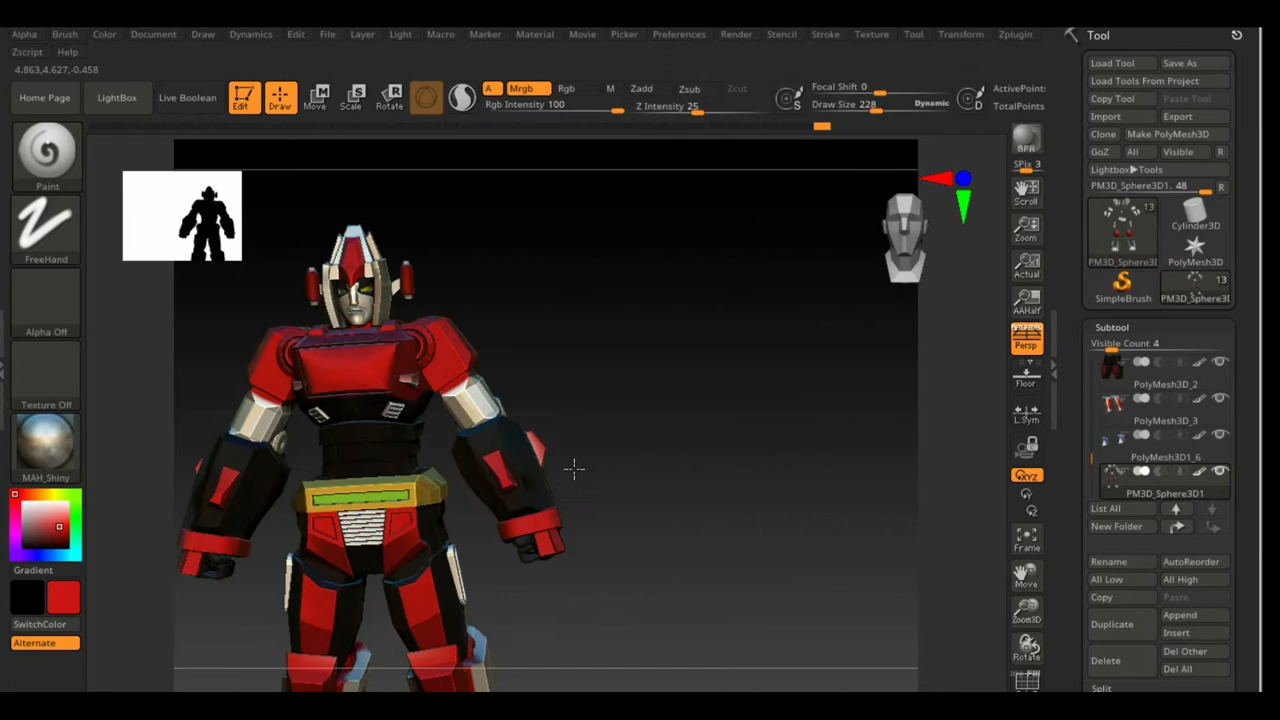 Alpha Brush Color Document Draw Dynamics Edit File Layer Light Macro Marker Material Movie Picker Preferences Render Stencil Stroke Texture Tool Transform Zplugin
Zscript Help
4.863,4.627,-0.458
Home Page LightBox Live Boolean Edit Draw Move Scale Rotate
A Mrgb Rgb M Zadd Zsub Zcut
Rgb Intensity 100 Z Intensity 25
Focal Shift 0
Draw Size 228 Dynamic
S D
ActivePoints
TotalPoints
Paint
FreeHand
Alpha Off
Texture Off
MAH_Shiny
Gradient
SwitchColor
Alternate
BPR
SPix 3
Scroll
Zoom
Actual
AAHalf
Dynamic
Persp
Floor
L.Sym
XYZ
Frame
Move
Zoom3D
Rotate
Tool
Load Tool Save As
Load Tools From Project
Copy Tool Paste Tool
Import Export
Clone Make PolyMesh3D
GoZ All Visible R
Lightbox▶Tools
PM3D_Sphere3D1. 48 R
13
Cylinder3D
PM3D_Sphere3D PolyMesh3D
13
SimpleBrush PM3D_Sphere3D
Subtool
Visible Count 4
PolyMesh3D_2
PolyMesh3D_3
PolyMesh3D1_6
PM3D_Sphere3D1
List All
New Folder
Rename AutoReorder
All Low All High
Copy Paste
Duplicate Append
Insert
Delete Del Other
Del All
Split